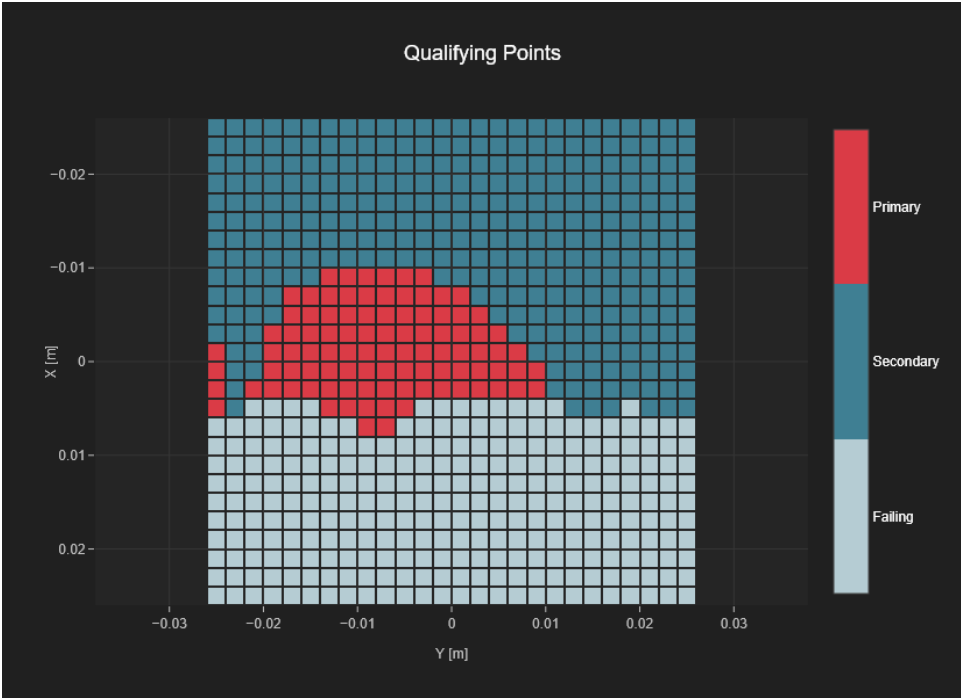 Qualifying Points
−0.02
−0.01
0
0.01
0.02
X [m]
−0.03
−0.02
−0.01
0
0.01
0.02
0.03
Y [m]
Primary
Secondary
Failing